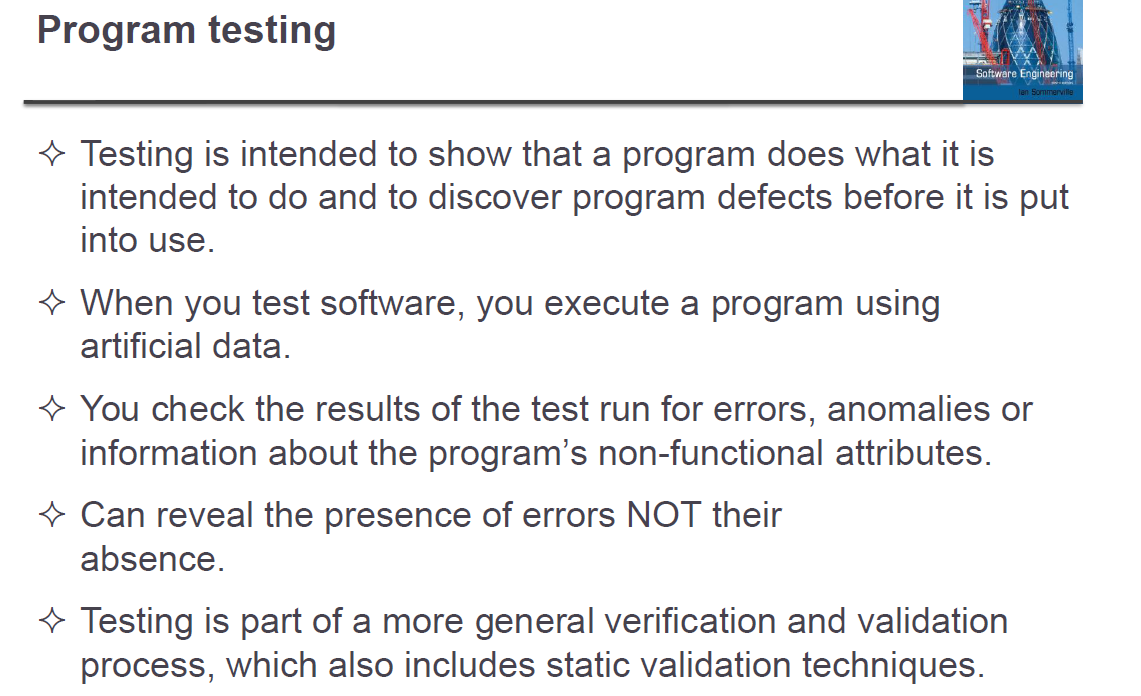 Program testing
Software Engineering
Ian Sommerville
✧ Testing is intended to show that a program does what it is
intended to do and to discover program defects before it is put
into use.
✧ When you test software, you execute a program using
artificial data.
✧ You check the results of the test run for errors, anomalies or
information about the program’s non-functional attributes.
✧ Can reveal the presence of errors NOT their
absence.
✧ Testing is part of a more general verification and validation
process, which also includes static validation techniques.